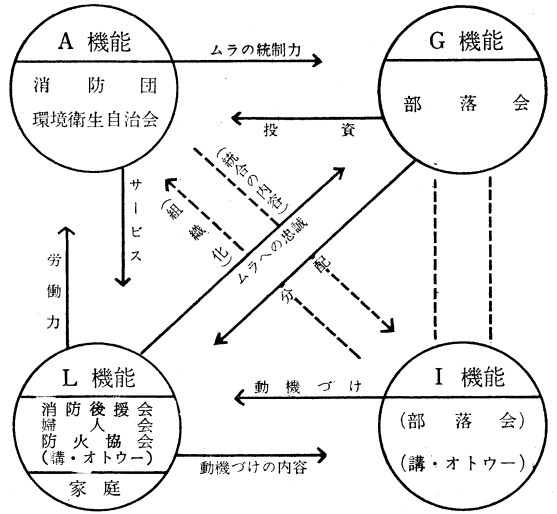 A 機能
消防団
環境衛生自治会
ムラの統制力
G 機能
部落会
投資
(統合の内容)
(組織化)
サービス
ムラへの忠誠
分配
労働力
L 機能
消防後援会
婦人会
防火協会
(講・オトウー)
家庭
動機づけ
動機づけの内容
I 機能
(部落会)
(講・オトウー)